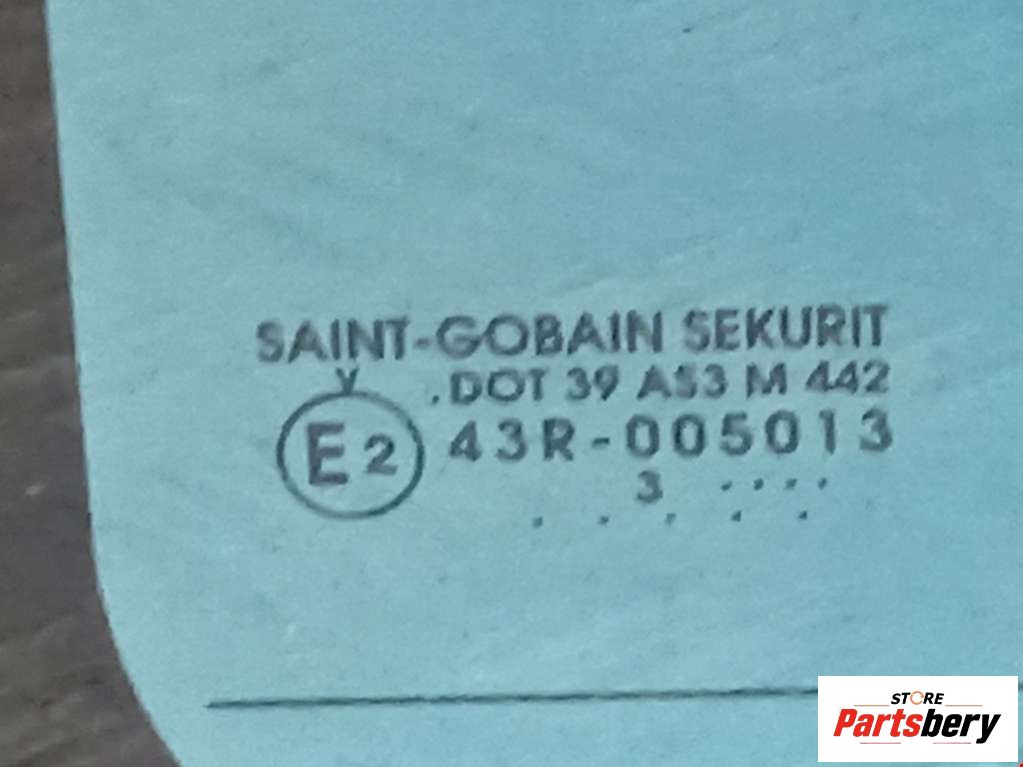 SAINT-GOBAIN SEKURIT
V
.DOT 39 AS3 M 442
E2 43R-005013
3 . . . . .
. . . . .
STORE
Partsbery